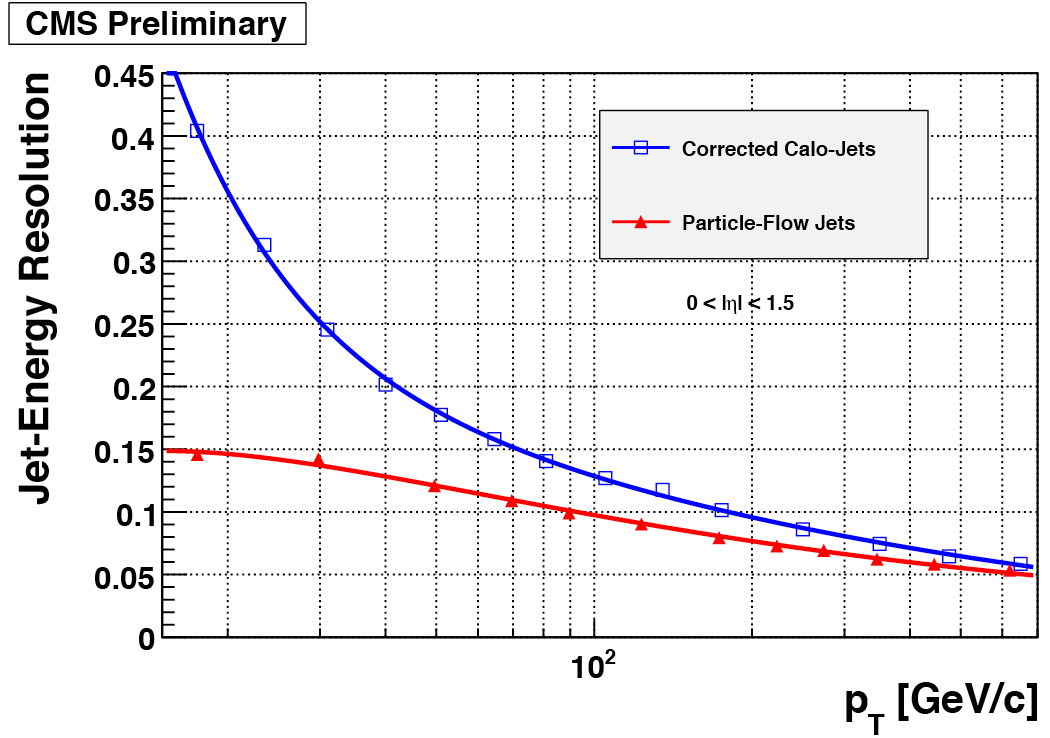 CMS Preliminary
Jet-Energy Resolution
0.45
0.4
0.35
0.3
0.25
0.2
0.15
0.1
0.05
0
Corrected Calo-Jets
Particle-Flow Jets
0 < |η| < 1.5
10²
p_T [GeV/c]